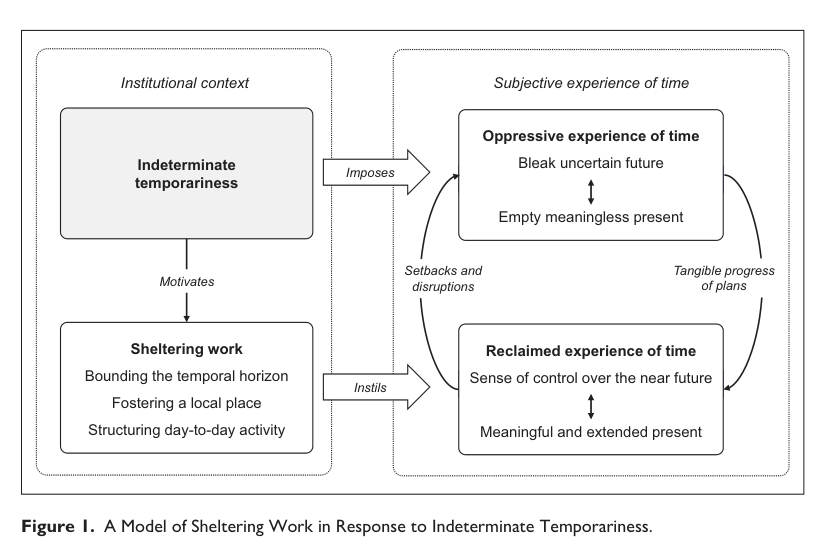 Institutional context
Indeterminate
temporariness
Motivates
Sheltering work
Bounding the temporal horizon
Fostering a local place
Structuring day-to-day activity
Imposes
Instils
Subjective experience of time
Oppressive experience of time
Bleak uncertain future
Empty meaningless present
Setbacks and
disruptions
Tangible progress
of plans
Reclaimed experience of time
Sense of control over the near future
Meaningful and extended present
Figure 1. A Model of Sheltering Work in Response to Indeterminate Temporariness.